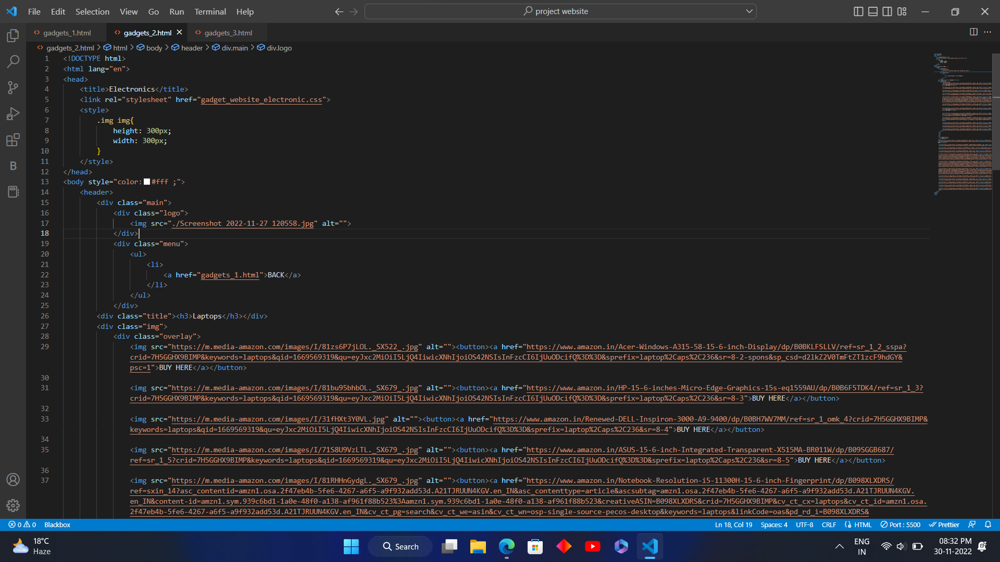 File Edit Selection View Go Run Terminal Help
project website
gadgets_1.html gadgets_2.html gadgets_3.html
gadgets_2.html > html > body > header > div.main > div.logo
1 <!DOCTYPE html>
2 <html lang="en">
3 <head>
4 <title>Electronics</title>
5 <link rel="stylesheet" href="gadget_website_electronic.css">
6 <style>
7 .img img{
8 height: 300px;
9 width: 300px;
10 }
11 </style>
12 </head>
13 <body style="color:#fff ;">
14 <header>
15 <div class="main">
16 <div class="logo">
17 <img src="./Screenshot 2022-11-27 120558.jpg" alt="">
18 </div>
19 <div class="menu">
20 <ul>
21 <li>
22 <a href="gadgets_1.html">BACK</a>
23 </li>
24 </ul>
25 </div>
26 <div class="title"><h3>Laptops</h3></div>
27 <div class="img">
28 <div class="overlay">
29 <img src="https://m.media-amazon.com/images/I/81zs6P7jLOL._SX522_.jpg" alt=""><button><a href="https://www.amazon.in/Acer-Windows-A315-58-15-6-inch-Display/dp/B0BKLFSLLV/ref=sr_1_2_sspa?
crid=7H5GGHX9BIMP&keywords=laptops&qid=1669569319&qu=eyJxc2MiOiI5LjQ4IiwicXNhIjoiOS42NSIsInFzcCI6IjUuODcifQ%3D%3D&sprefix=laptop%2Caps%2C236&sr=8-2-spons&sp_csd=d2lkZ2V0TmFtZT1zcF9hdGY&
psc=1">BUY HERE</a></button>
30
31 <img src="https://m.media-amazon.com/images/I/81bu95bhbOL._SX679_.jpg" alt=""><button><a href="https://www.amazon.in/HP-15-6-inches-Micro-Edge-Graphics-15s-eq1559AU/dp/B0B6F5TDK4/ref=sr_1_3?
crid=7H5GGHX9BIMP&keywords=laptops&qid=1669569319&qu=eyJxc2MiOiI5LjQ4IiwicXNhIjoiOS42NSIsInFzcCI6IjUuODcifQ%3D%3D&sprefix=laptop%2Caps%2C236&sr=8-3">BUY HERE</a></button>
32
33 <img src="https://m.media-amazon.com/images/I/31fHXt3Y0VL.jpg" alt=""><button><a href="https://www.amazon.in/Renewed-DELL-Inspiron-3000-A9-9400/dp/B0BH7WV7MM/ref=sr_1_omk_4?crid=7H5GGHX9BIMP&
keywords=laptops&qid=1669569319&qu=eyJxc2MiOiI5LjQ4IiwicXNhIjoiOS42NSIsInFzcCI6IjUuODcifQ%3D%3D&sprefix=laptop%2Caps%2C236&sr=8-4">BUY HERE</a></button>
34
35 <img src="https://m.media-amazon.com/images/I/71S8U9VzLTL._SX679_.jpg" alt=""><button><a href="https://www.amazon.in/ASUS-15-6-inch-Integrated-Transparent-X515MA-BR011W/dp/B09SGGB687/
ref=sr_1_5?crid=7H5GGHX9BIMP&keywords=laptops&qid=1669569319&qu=eyJxc2MiOiI5LjQ4IiwicXNhIjoiOS42NSIsInFzcCI6IjUuODcifQ%3D%3D&sprefix=laptop%2Caps%2C236&sr=8-5">BUY HERE</a></button>
36
37 <img src="https://m.media-amazon.com/images/I/81RHHnGydgL._SX679_.jpg" alt=""><button><a href="https://www.amazon.in/Notebook-Resolution-i5-11300H-15-6-inch-Fingerprint/dp/B098XLXDRS/
ref=sxin_14?asc_contentid=amzn1.osa.2f47eb4b-5fe6-4267-a6f5-a9f932add53d.A21TJRUUN4KGV.en_IN&asc_contenttype=article&ascsubtag=amzn1.osa.2f47eb4b-5fe6-4267-a6f5-a9f932add53d.A21TJRUUN4KGV.
en_IN&content-id=amzn1.sym.939c6bd1-1a0e-48f0-a138-af961f88b523%3Aamzn1.sym.939c6bd1-1a0e-48f0-a138-af961f88b523&creativeASIN=B098XLXDRS&crid=7H5GGHX9BIMP&cv_ct_cx=laptops&cv_ct_id=amzn1.osa.
2f47eb4b-5fe6-4267-a6f5-a9f932add53d.A21TJRUUN4KGV.en_IN&cv_ct_pg=search&cv_ct_we=asin&cv_ct_wn=osp-single-source-pecos-desktop&keywords=laptops&linkCode=oas&pd_rd_i=B098XLXDRS&
0 0 Blackbox Ln 18, Col 19 Spaces: 4 UTF-8 CRLF HTML Port : 5500 Prettier
18°C
Haze
Search
ENG
IN
08:32 PM
30-11-2022